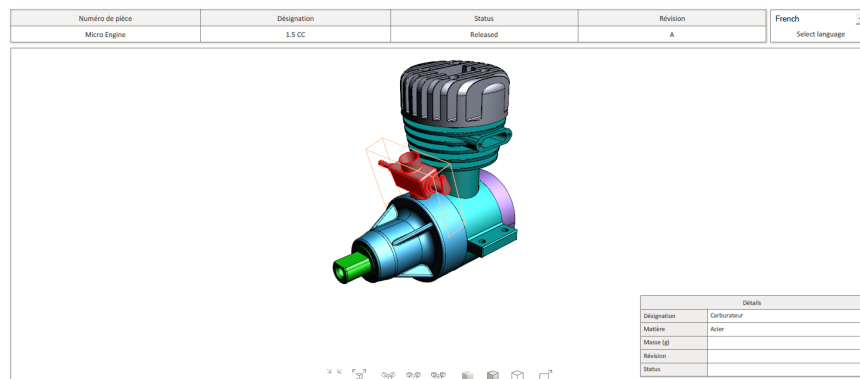 Numéro de pièce Désignation Status Révision
Micro Engine 1.5 CC Released A
French
Select language
Détails
Désignation Carburateur
Matière Acier
Masse (g)
Révision
Status